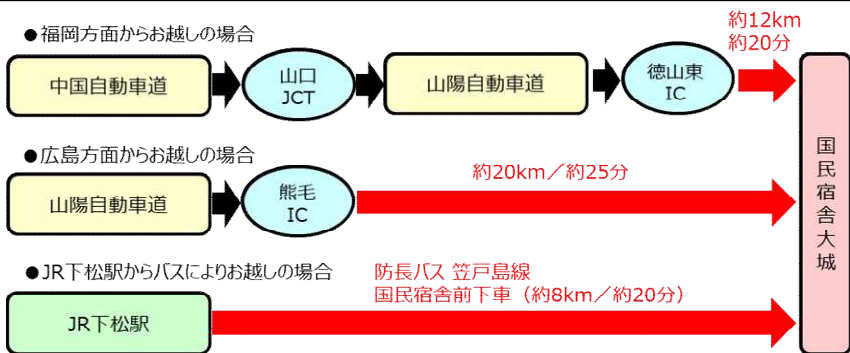 ●福岡方面からお越しの場合
約12km
約20分
中国自動車道
山口
JCT
山陽自動車道
徳山東
IC
●広島方面からお越しの場合
山陽自動車道
熊毛
IC
約20km／約25分
●JR下松駅からバスによりお越しの場合
防長バス 笠戸島線
国民宿舎前下車（約8km／約20分）
JR下松駅
国民宿舎大城